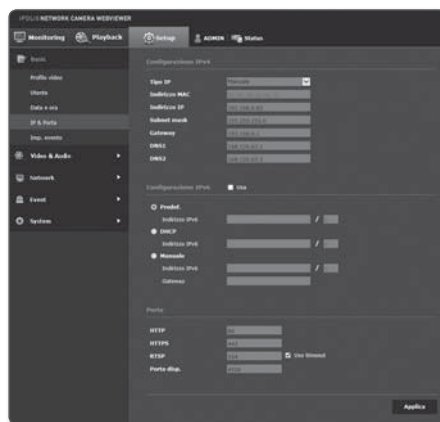 iPOLiS NETWORK CAMERA WEBVIEWER
Monitoring Playback Setup ADMIN Status
Basic
Profilo video
Utente
Data e ora
IP & Porta
Imp. evento
Video & Audio
Network
Event
System
Configurazione IPv4
Tipo IP Manuale
Indirizzo MAC
Indirizzo IP
Subnet mask
Gateway
DNS1
DNS2
Configurazione IPv6 Usa
Predef.
Indirizzo IPv6 /
DHCP
Indirizzo IPv6 /
Manuale
Indirizzo IPv6 /
Gateway
Porta
HTTP
HTTPS
RTSP Use timeout
Porta disp.
Applica